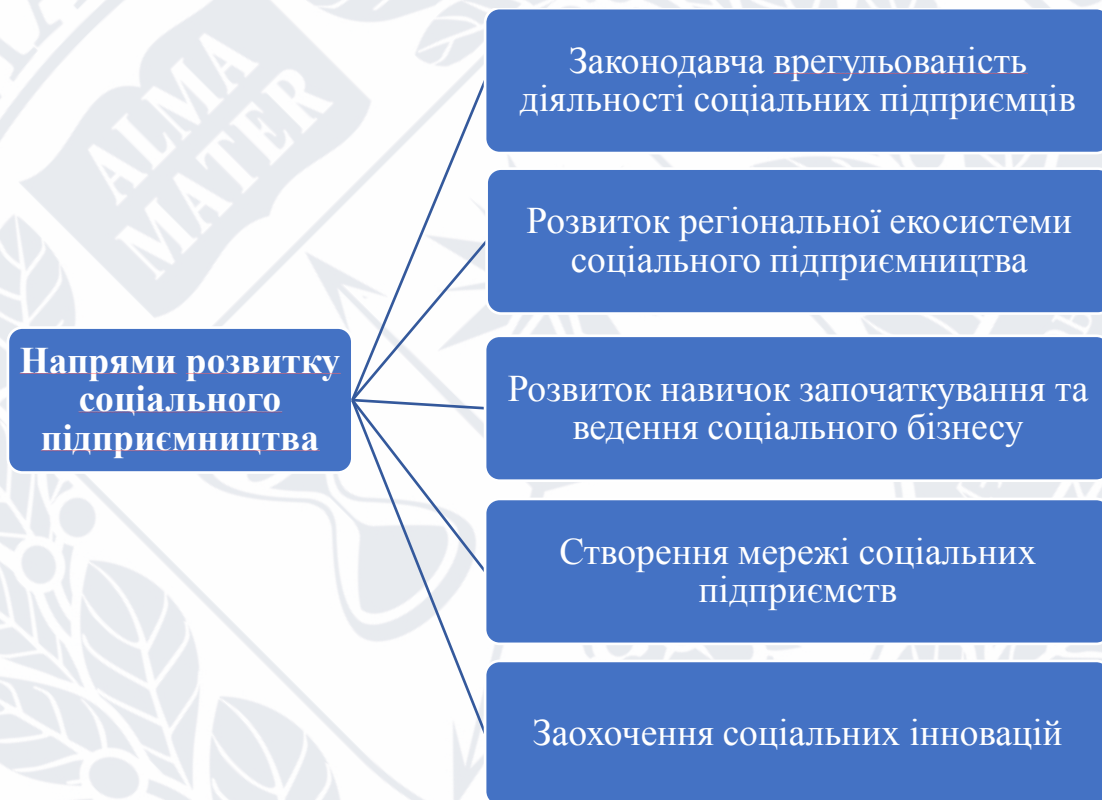 ALMA
MATER
Законодавча врегульованість
діяльності соціальних підприємців
Розвиток регіональної екосистеми
соціального підприємництва
Напрями розвитку
соціального
підприємництва
Розвиток навичок започаткування та
ведення соціального бізнесу
Створення мережі соціальних
підприємств
Заохочення соціальних інновацій